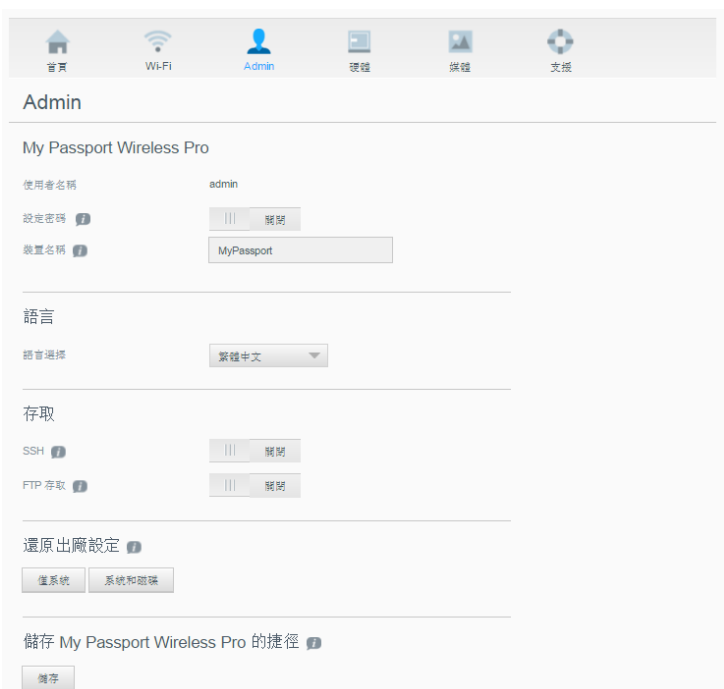 首頁 Wi-Fi Admin 硬體 媒體 支援
Admin
My Passport Wireless Pro
使用者名稱 admin
設定密碼 關閉
裝置名稱 MyPassport
語言
語言選擇 繁體中文
存取
SSH 關閉
FTP 存取 關閉
還原出廠設定
僅系統 系統和磁碟
儲存 My Passport Wireless Pro 的捷徑
儲存